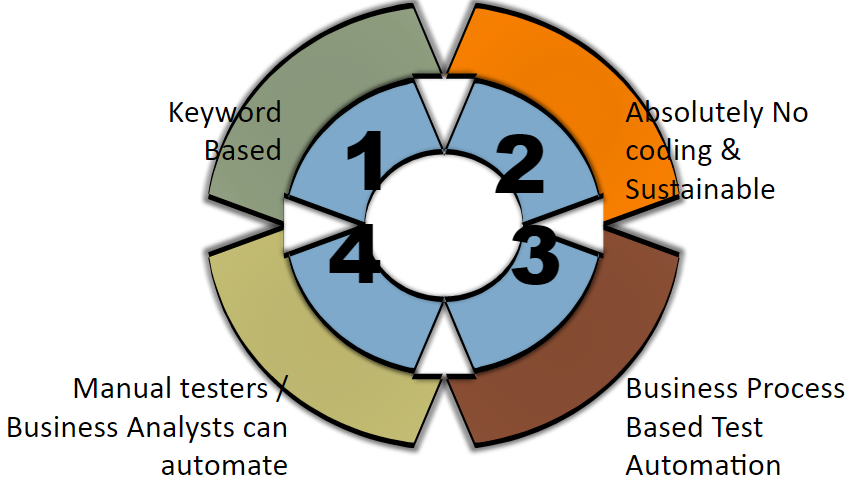 Keyword
Based
1
2
Absolutely No
coding &
Sustainable
4
3
Manual testers /
Business Analysts can
automate
Business Process
Based Test
Automation